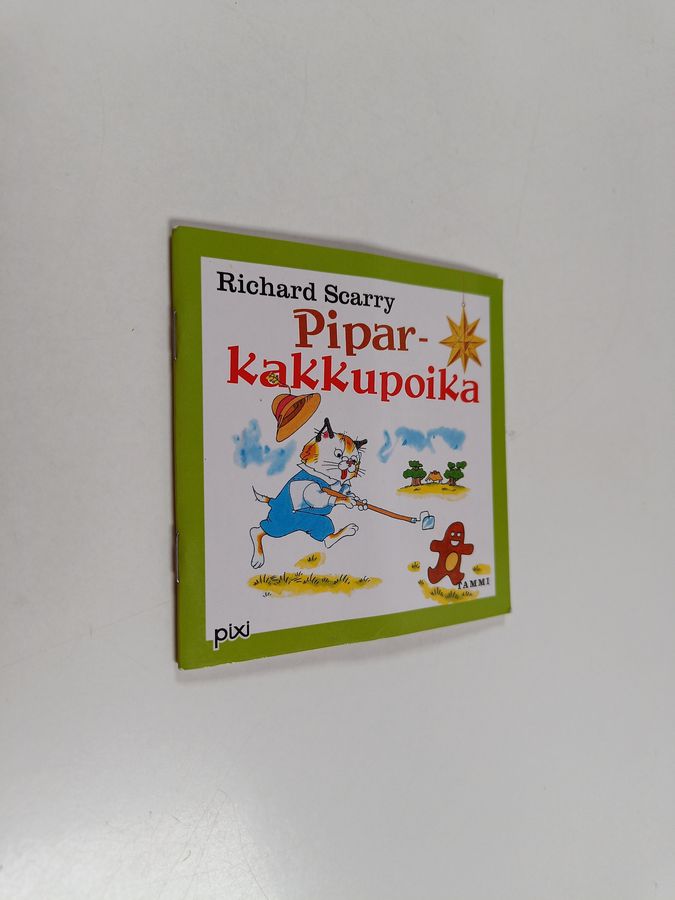 Richard Scarry
Pipar-
kakkupoika
TAMMI
pixi